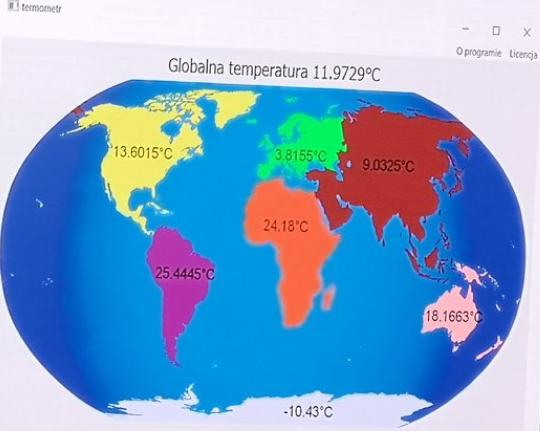 termometr
O programie Licencja
Globalna temperatura 11.9729°C
13.6015°C
3.8155°C
9.0325°C
24.18°C
25.4445°C
18.1663°C
-10.43°C